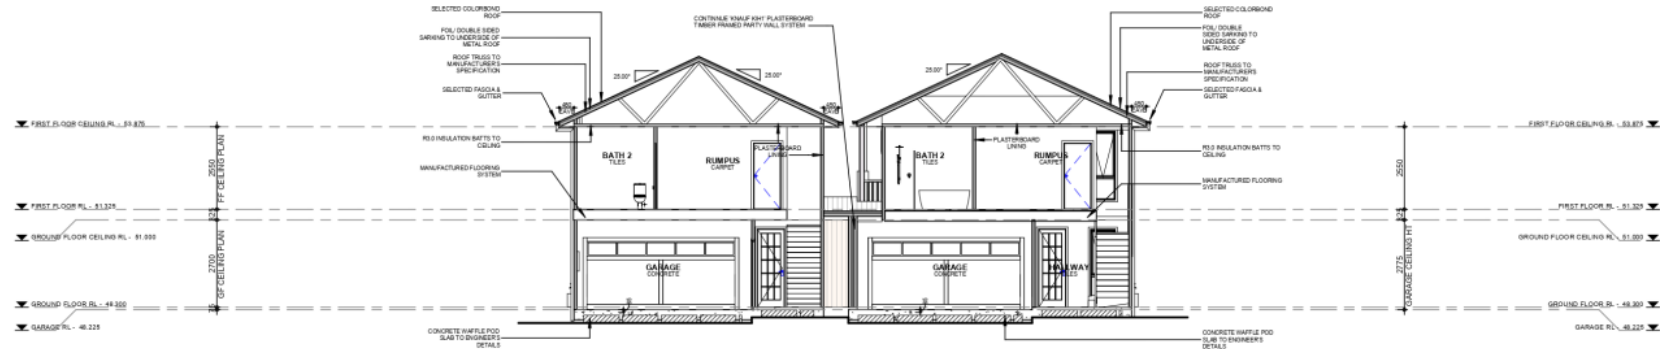 SELECTED COLORBOND
ROOF
FOIL/ DOUBLE SIDED
SARKING TO UNDERSIDE OF
METAL ROOF
ROOF TRUSS TO
MANUFACTURER'S
SPECIFICATION
SELECTED FASCIA &
GUTTER
CONTINUE 'KNAUF KIHT' PLASTERBOARD
TIMBER FRAMED PARTY WALL SYSTEM
SELECTED COLORBOND
ROOF
FOIL/ DOUBLE
SIDED SARKING TO
UNDERSIDE OF
METAL ROOF
ROOF TRUSS TO
MANUFACTURER'S
SPECIFICATION
SELECTED FASCIA &
GUTTER
25.00°
25.00°
25.00°
FIRST FLOOR CEILING RL - 53.875
FIRST FLOOR CEILING RL - 53.875
R3.0 INSULATION BATTS TO
CEILING
MANUFACTURED FLOORING
SYSTEM
BATH 2
TILES
RUMPUS
CARPET
PLASTERBOARD
LINING
BATH 2
TILES
PLASTERBOARD
LINING
RUMPUS
CARPET
R3.0 INSULATION BATTS TO
CEILING
MANUFACTURED FLOORING
SYSTEM
2550
FF CEILING PLAN
2550
FIRST FLOOR RL - 51.325
FIRST FLOOR RL - 51.325
325
325
GROUND FLOOR CEILING RL - 51.000
GROUND FLOOR CEILING RL - 51.000
2700
GF CEILING PLAN
2775
GARAGE CEILING HT
GARAGE
CONCRETE
GARAGE
CONCRETE
HALLWAY
TILES
GROUND FLOOR RL - 48.300
GROUND FLOOR RL - 48.300
75
GARAGE RL - 48.225
GARAGE RL - 48.225
CONCRETE WAFFLE POD
SLAB TO ENGINEER'S
DETAILS
CONCRETE WAFFLE POD
SLAB TO ENGINEER'S
DETAILS